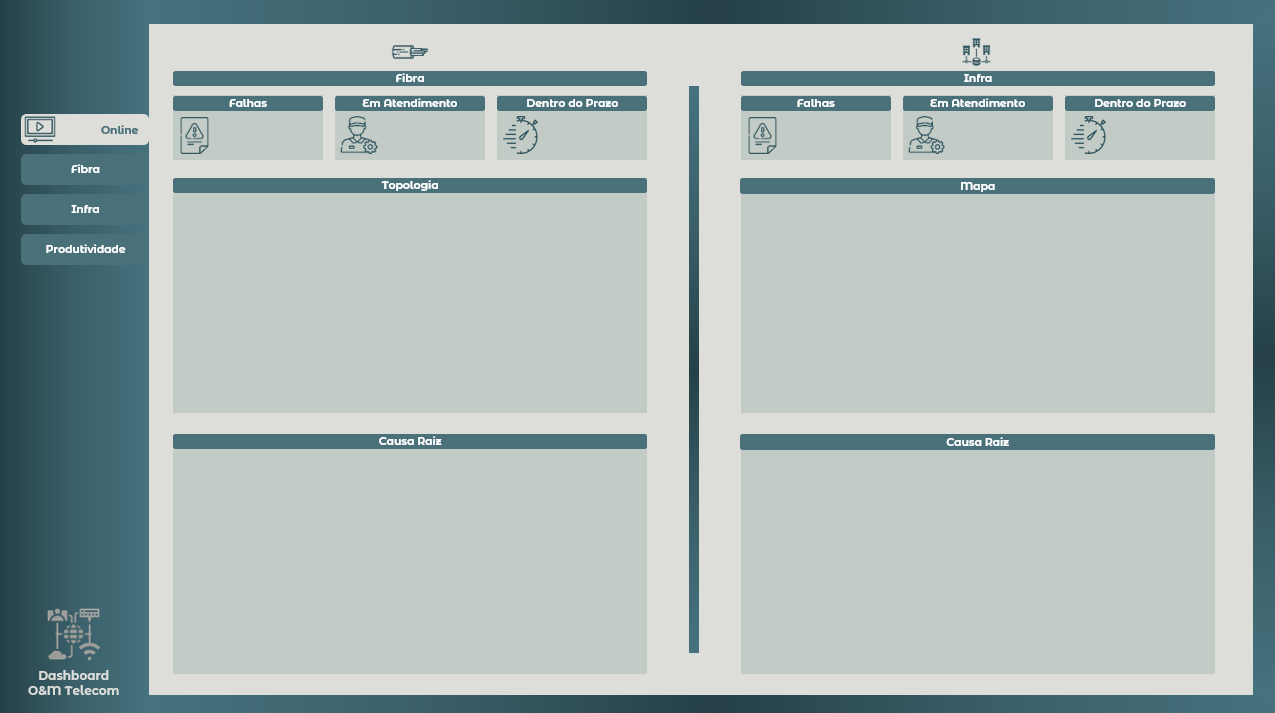 Online
Fibra
Infra
Produtividade
Dashboard
O&M Telecom
Fibra
Falhas
Em Atendimento
Dentro do Prazo
Topologia
Causa Raiz
Infra
Falhas
Em Atendimento
Dentro do Prazo
Mapa
Causa Raiz